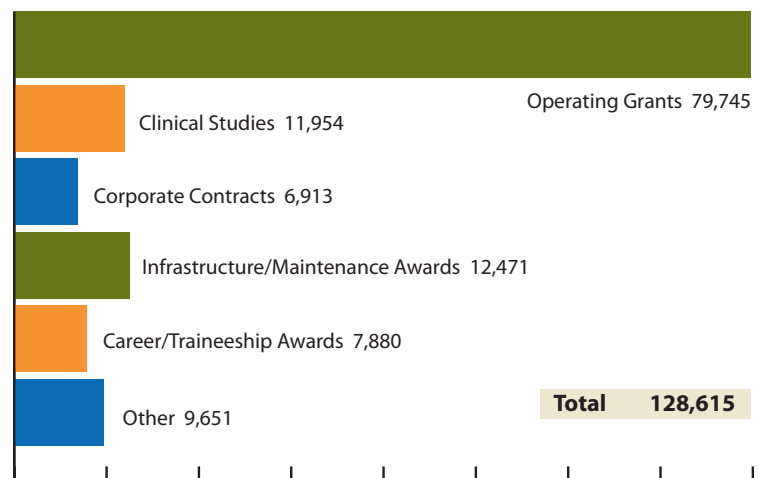 Operating Grants 79,745
Clinical Studies 11,954
Corporate Contracts 6,913
Infrastructure/Maintenance Awards 12,471
Career/Traineeship Awards 7,880
Other 9,651
Total 128,615